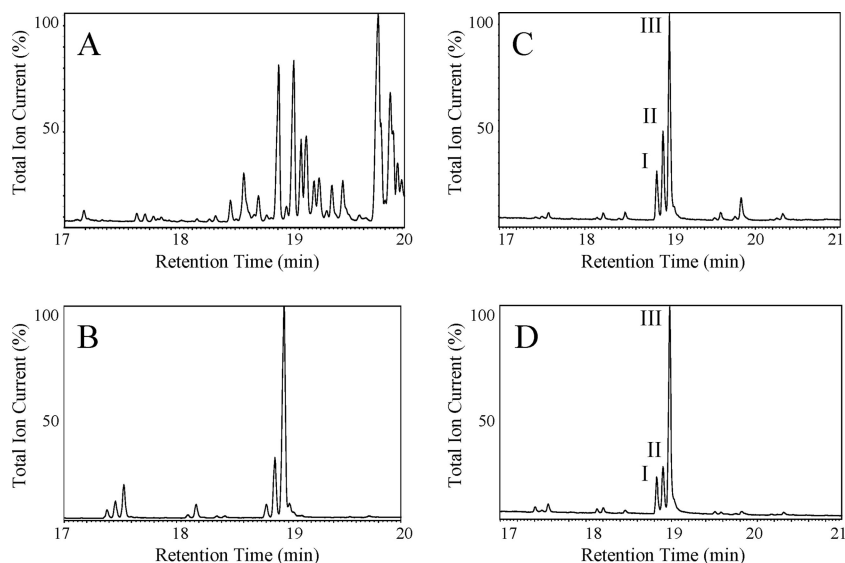 A
Total Ion Current (%)
100
50
17 18 19 20
Retention Time (min)
C
Total Ion Current (%)
100
50
III
II
I
17 18 19 20 21
Retention Time (min)
B
Total Ion Current (%)
100
50
17 18 19 20
Retention Time (min)
D
Total Ion Current (%)
100
50
III
II
I
17 18 19 20 21
Retention Time (min)